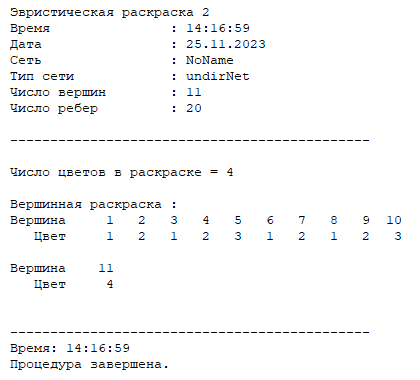 Эвристическая раскраска 2
Время : 14:16:59
Дата : 25.11.2023
Сеть : NoName
Тип сети : undirNet
Число вершин : 11
Число ребер : 20
---------------------------------------------
Число цветов в раскраске = 4
Вершинная раскраска :
Вершина 1 2 3 4 5 6 7 8 9 10
Цвет 1 2 1 2 3 1 2 1 2 3
Вершина 11
Цвет 4
---------------------------------------------
Время: 14:16:59
Процедура завершена.